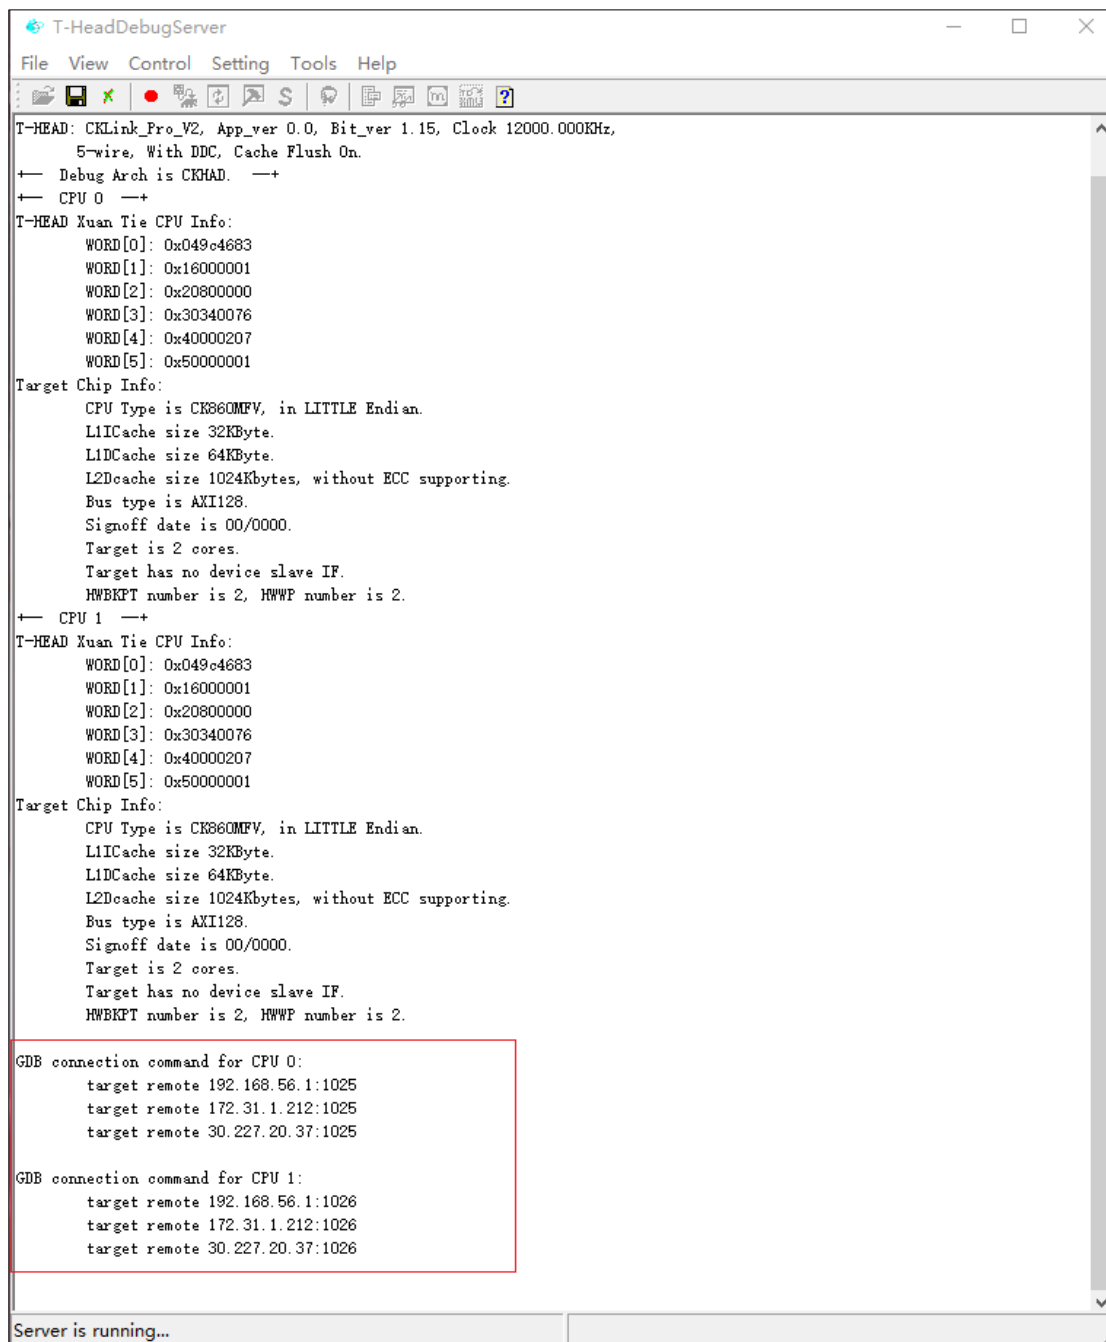 T-HeadDebugServer
File View Control Setting Tools Help
T-HEAD: CKLink_Pro_V2, App_ver 0.0, Bit_ver 1.15, Clock 12000.000KHz,
5-wire, With DDC, Cache Flush On.
+-- Debug Arch is CKHAD. --+
+-- CPU 0 --+
T-HEAD Xuan Tie CPU Info:
WORD[0]: 0x049c4683
WORD[1]: 0x16000001
WORD[2]: 0x20800000
WORD[3]: 0x30340076
WORD[4]: 0x40000207
WORD[5]: 0x50000001
Target Chip Info:
CPU Type is CK860MFV, in LITTLE Endian.
L1ICache size 32KByte.
L1DCache size 64KByte.
L2Dcache size 1024Kbytes, without ECC supporting.
Bus type is AXI128.
Signoff date is 00/0000.
Target is 2 cores.
Target has no device slave IF.
HWBKPT number is 2, HWWP number is 2.
+-- CPU 1 --+
T-HEAD Xuan Tie CPU Info:
WORD[0]: 0x049c4683
WORD[1]: 0x16000001
WORD[2]: 0x20800000
WORD[3]: 0x30340076
WORD[4]: 0x40000207
WORD[5]: 0x50000001
Target Chip Info:
CPU Type is CK860MFV, in LITTLE Endian.
L1ICache size 32KByte.
L1DCache size 64KByte.
L2Dcache size 1024Kbytes, without ECC supporting.
Bus type is AXI128.
Signoff date is 00/0000.
Target is 2 cores.
Target has no device slave IF.
HWBKPT number is 2, HWWP number is 2.
GDB connection command for CPU 0:
target remote 192.168.56.1:1025
target remote 172.31.1.212:1025
target remote 30.227.20.37:1025
GDB connection command for CPU 1:
target remote 192.168.56.1:1026
target remote 172.31.1.212:1026
target remote 30.227.20.37:1026
Server is running...